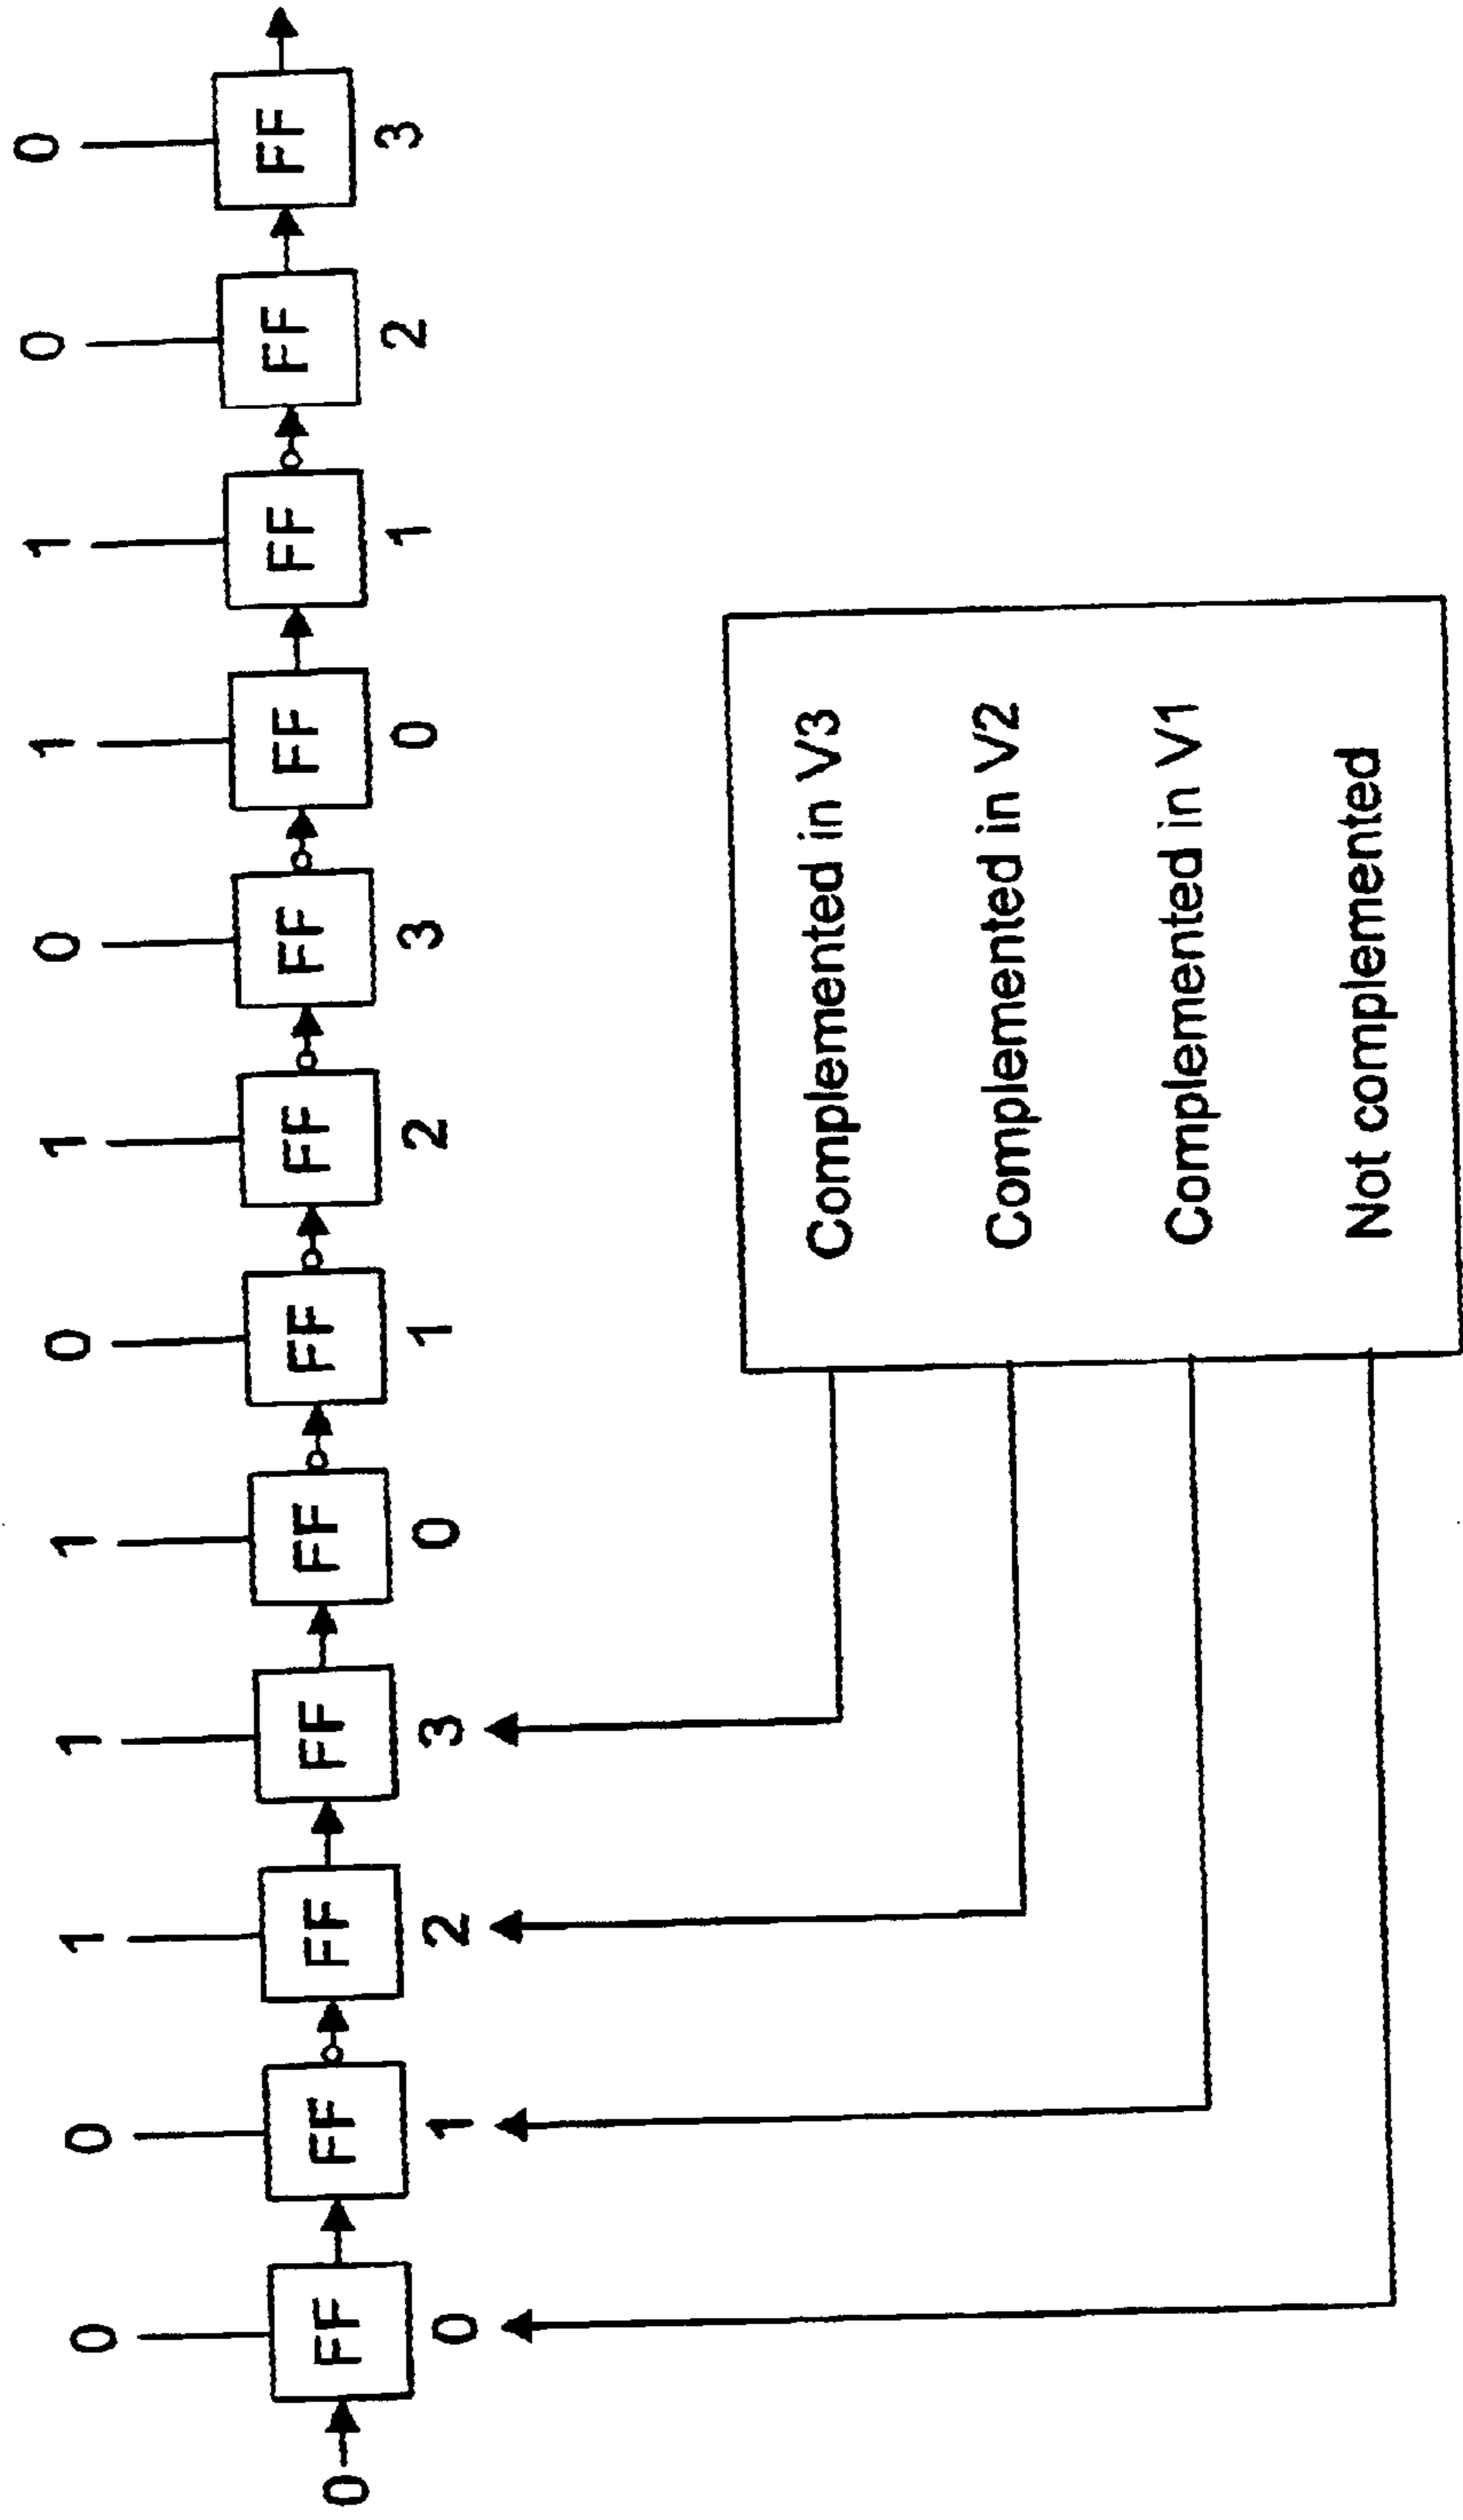 0 0 1 1 1 0 1 0 1 1 0 0
0 FF FF FF FF FF FF FF FF FF FF FF FF
0 1 2 3 0 1 2 3 0 1 2 3
Complemented in V3
Complemented in V2
Complemented in V1
Not complemented